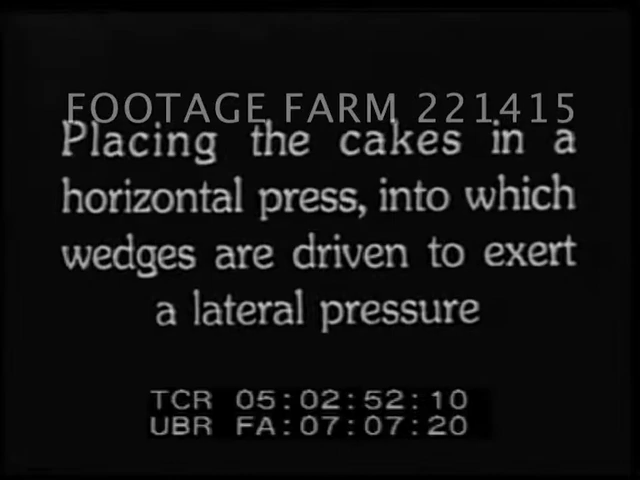 FOOTAGE FARM 221415
Placing the cakes in a
horizontal press, into which
wedges are driven to exert
a lateral pressure
TCR 05:02:52:10
UBR FA:07:07:20